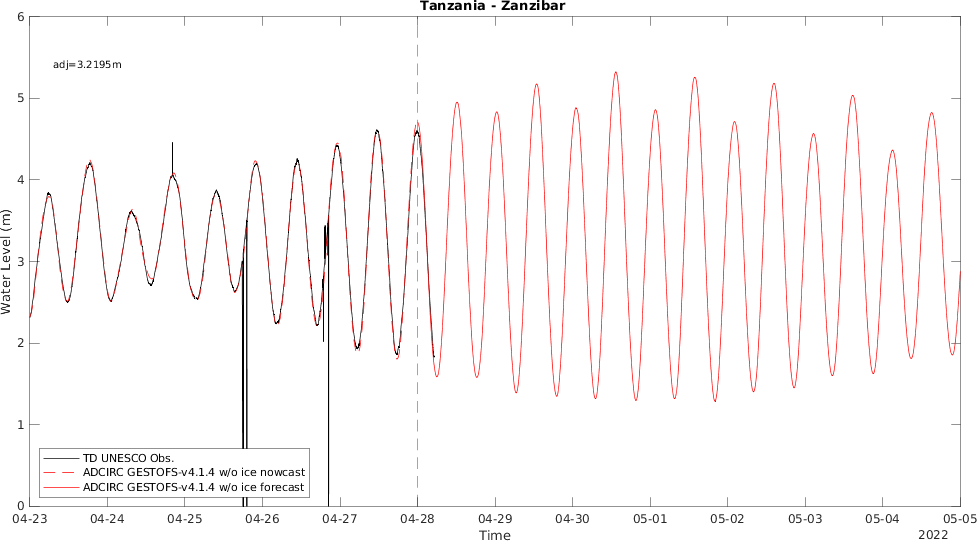 Tanzania - Zanzibar
adj=3.2195m
Water Level (m)
6
5
4
3
2
1
0
TD UNESCO Obs.
ADCIRC GESTOFS-v4.1.4 w/o ice nowcast
ADCIRC GESTOFS-v4.1.4 w/o ice forecast
04-23 04-24 04-25 04-26 04-27 04-28 04-29 04-30 05-01 05-02 05-03 05-04 05-05
Time
2022